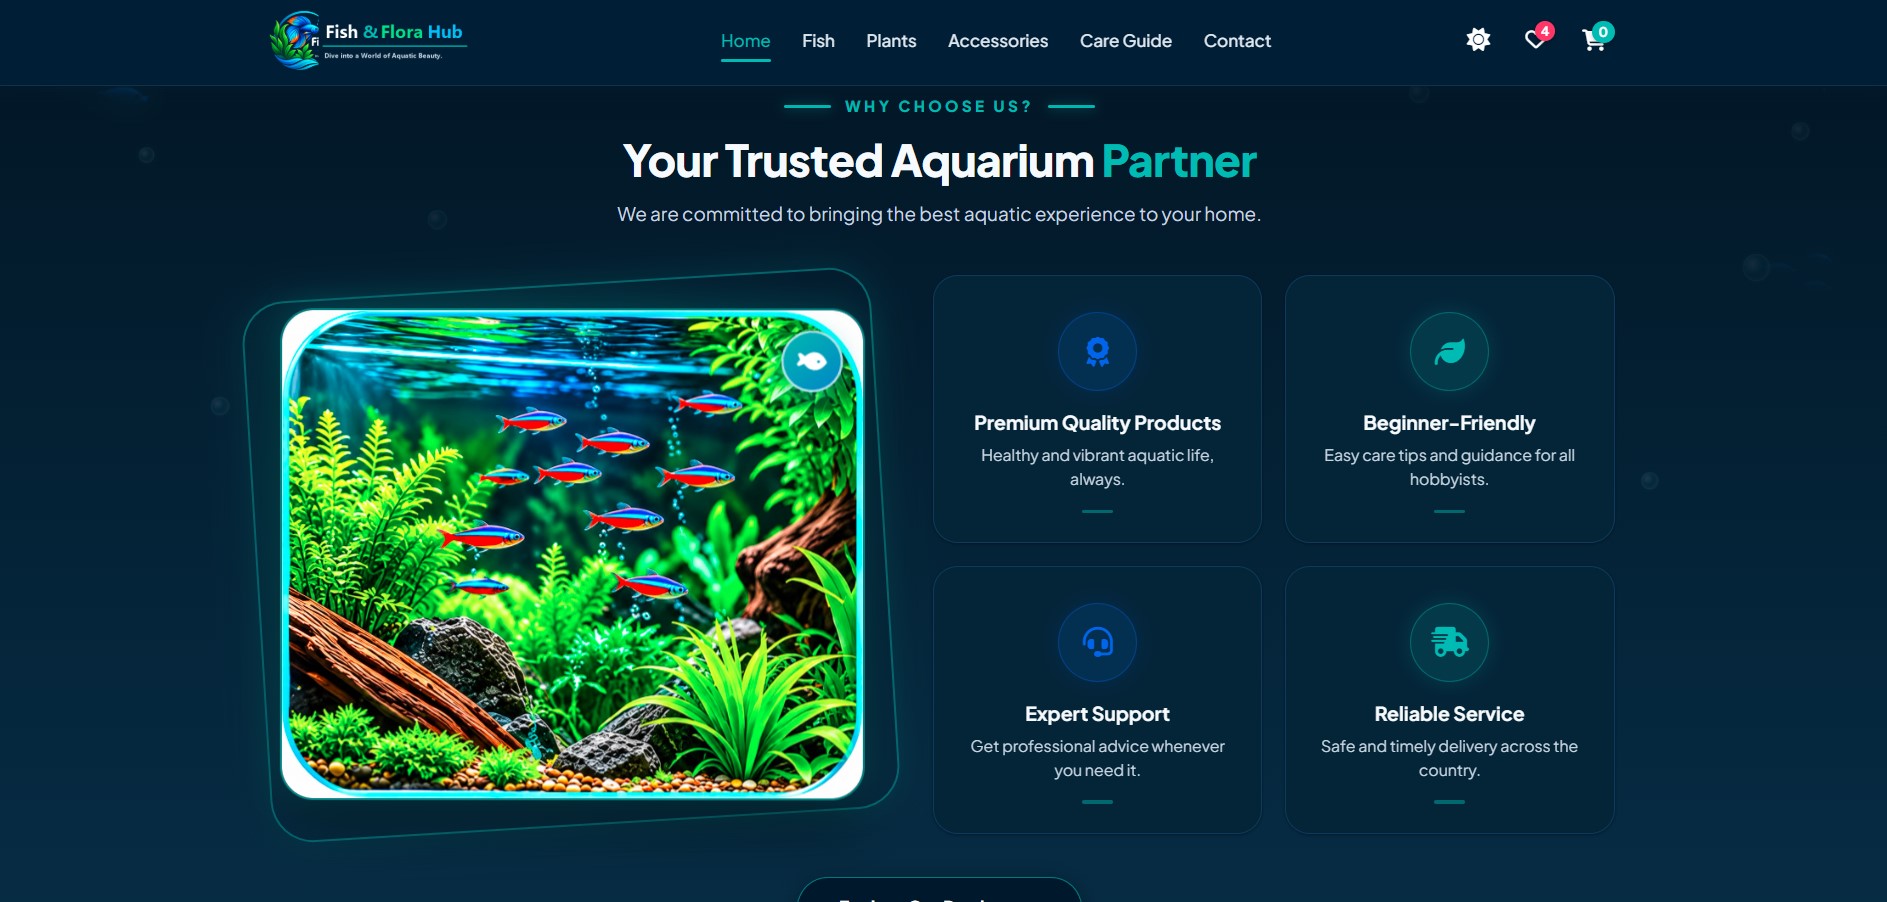 Fish & Flora Hub
Dive into a World of Aquatic Beauty.
Home
Fish
Plants
Accessories
Care Guide
Contact
4
0
WHY CHOOSE US?
Your Trusted Aquarium Partner
We are committed to bringing the best aquatic experience to your home.
Premium Quality Products
Healthy and vibrant aquatic life,
always.
Beginner-Friendly
Easy care tips and guidance for all
hobbyists.
Expert Support
Get professional advice whenever
you need it.
Reliable Service
Safe and timely delivery across the
country.